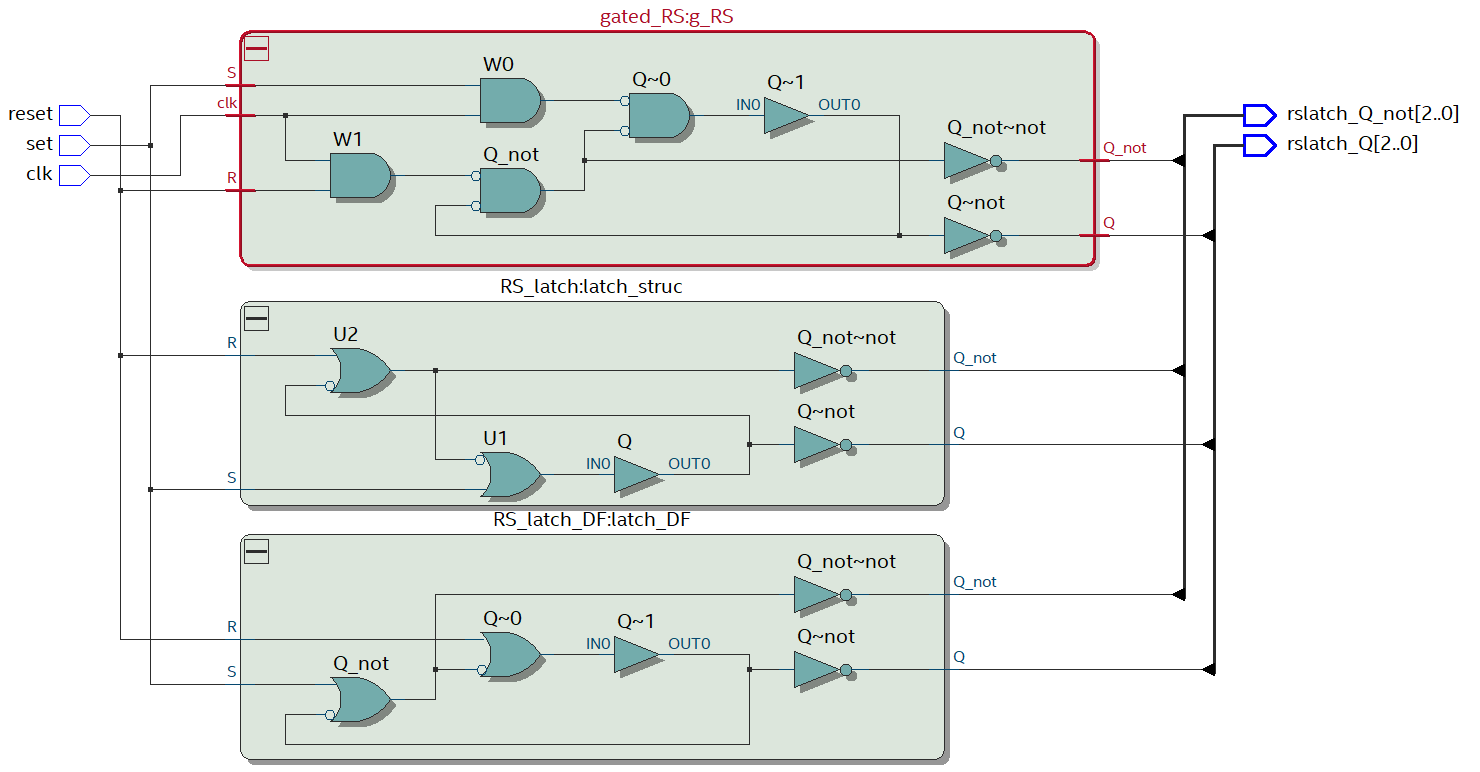 gated_RS:g_RS
reset
set
clk
S
clk
R
W0
W1
Q_not
Q~0
Q~1
IN0
OUT0
Q_not~not
Q~not
Q_not
Q
rslatch_Q_not[2..0]
rslatch_Q[2..0]
RS_latch:latch_struc
R
S
U2
U1
Q
IN0
OUT0
Q_not~not
Q~not
Q_not
Q
RS_latch_DF:latch_DF
R
S
Q_not
Q~0
Q~1
IN0
OUT0
Q_not~not
Q~not
Q_not
Q